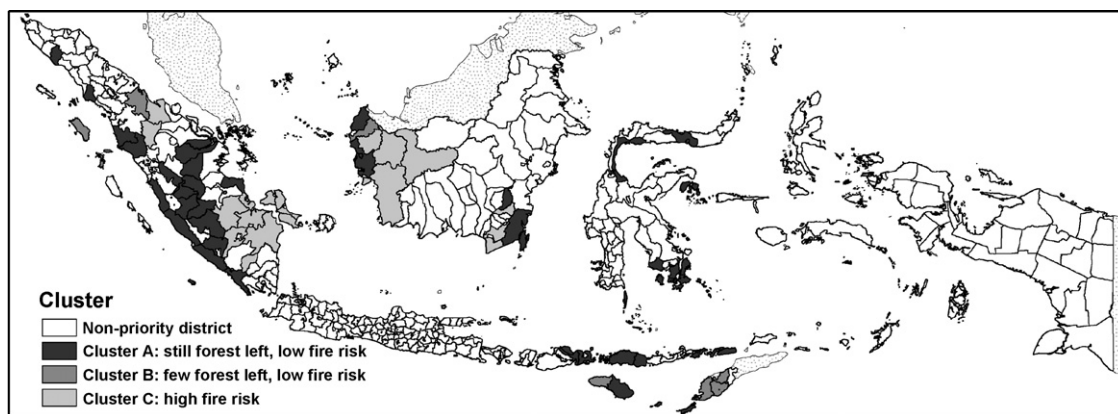 Cluster
Non-priority district
Cluster A: still forest left, low fire risk
Cluster B: few forest left, low fire risk
Cluster C: high fire risk